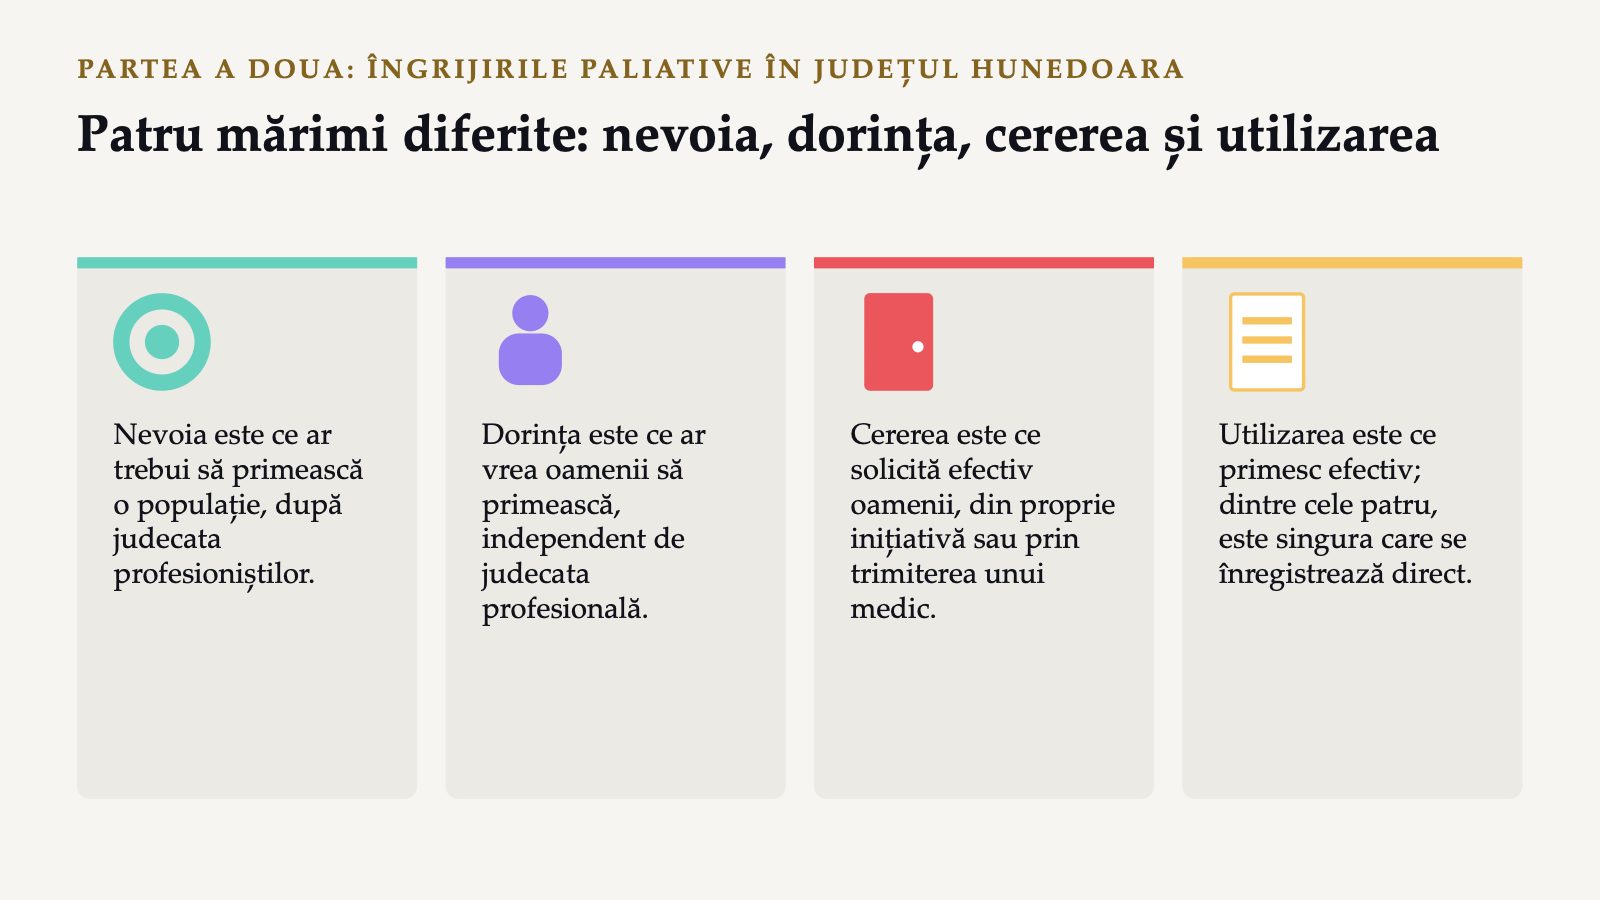 PARTEA A DOUA: ÎNGRIJIRILE PALIATIVE ÎN JUDEȚUL HUNEDOARA
Patru mărimi diferite: nevoia, dorința, cererea și utilizarea
Nevoia este ce ar
trebui să primească
o populație, după
judecata
profesioniștilor.
Dorința este ce ar
vrea oamenii să
primească,
independent de
judecata
profesională.
Cererea este ce
solicită efectiv
oamenii, din proprie
inițiativă sau prin
trimiterea unui
medic.
Utilizarea este ce
primesc efectiv;
dintre cele patru,
este singura care se
înregistrează direct.